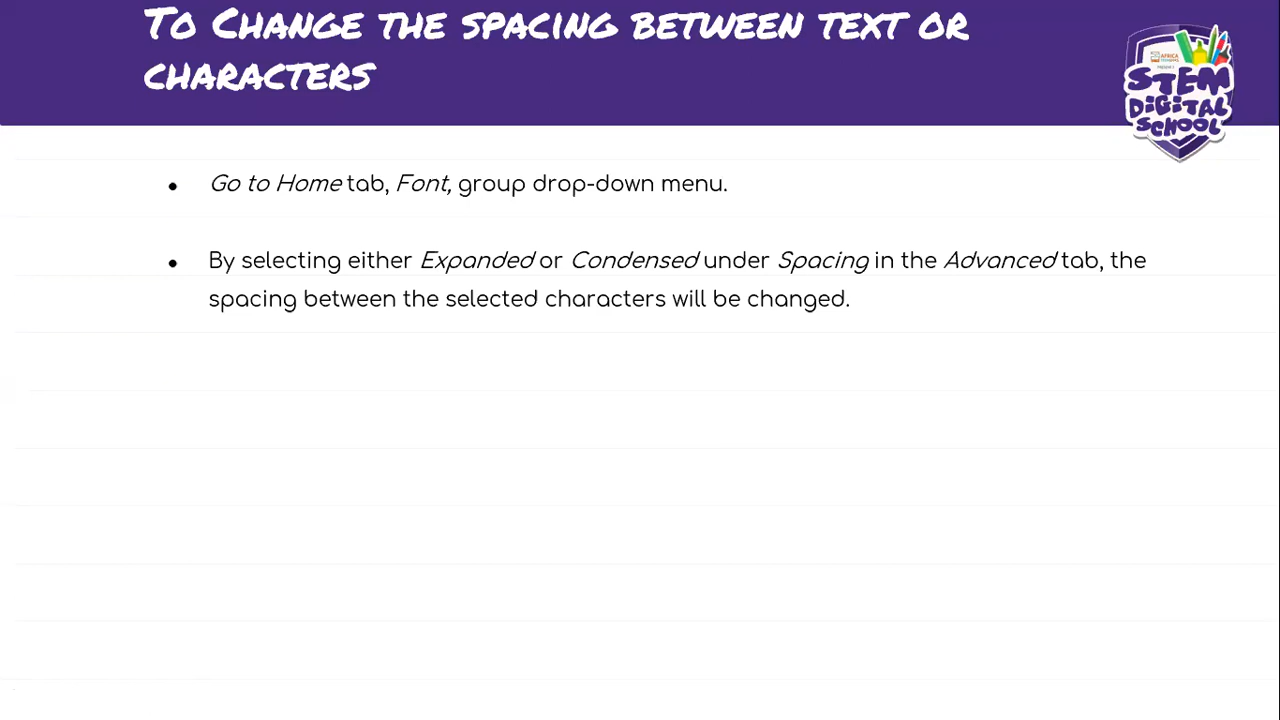 To Change the spacing between text or
characters
AFRICA
STEM
DIGITAL
SCHOOL
• Go to Home tab, Font, group drop-down menu.
• By selecting either Expanded or Condensed under Spacing in the Advanced tab, the
spacing between the selected characters will be changed.